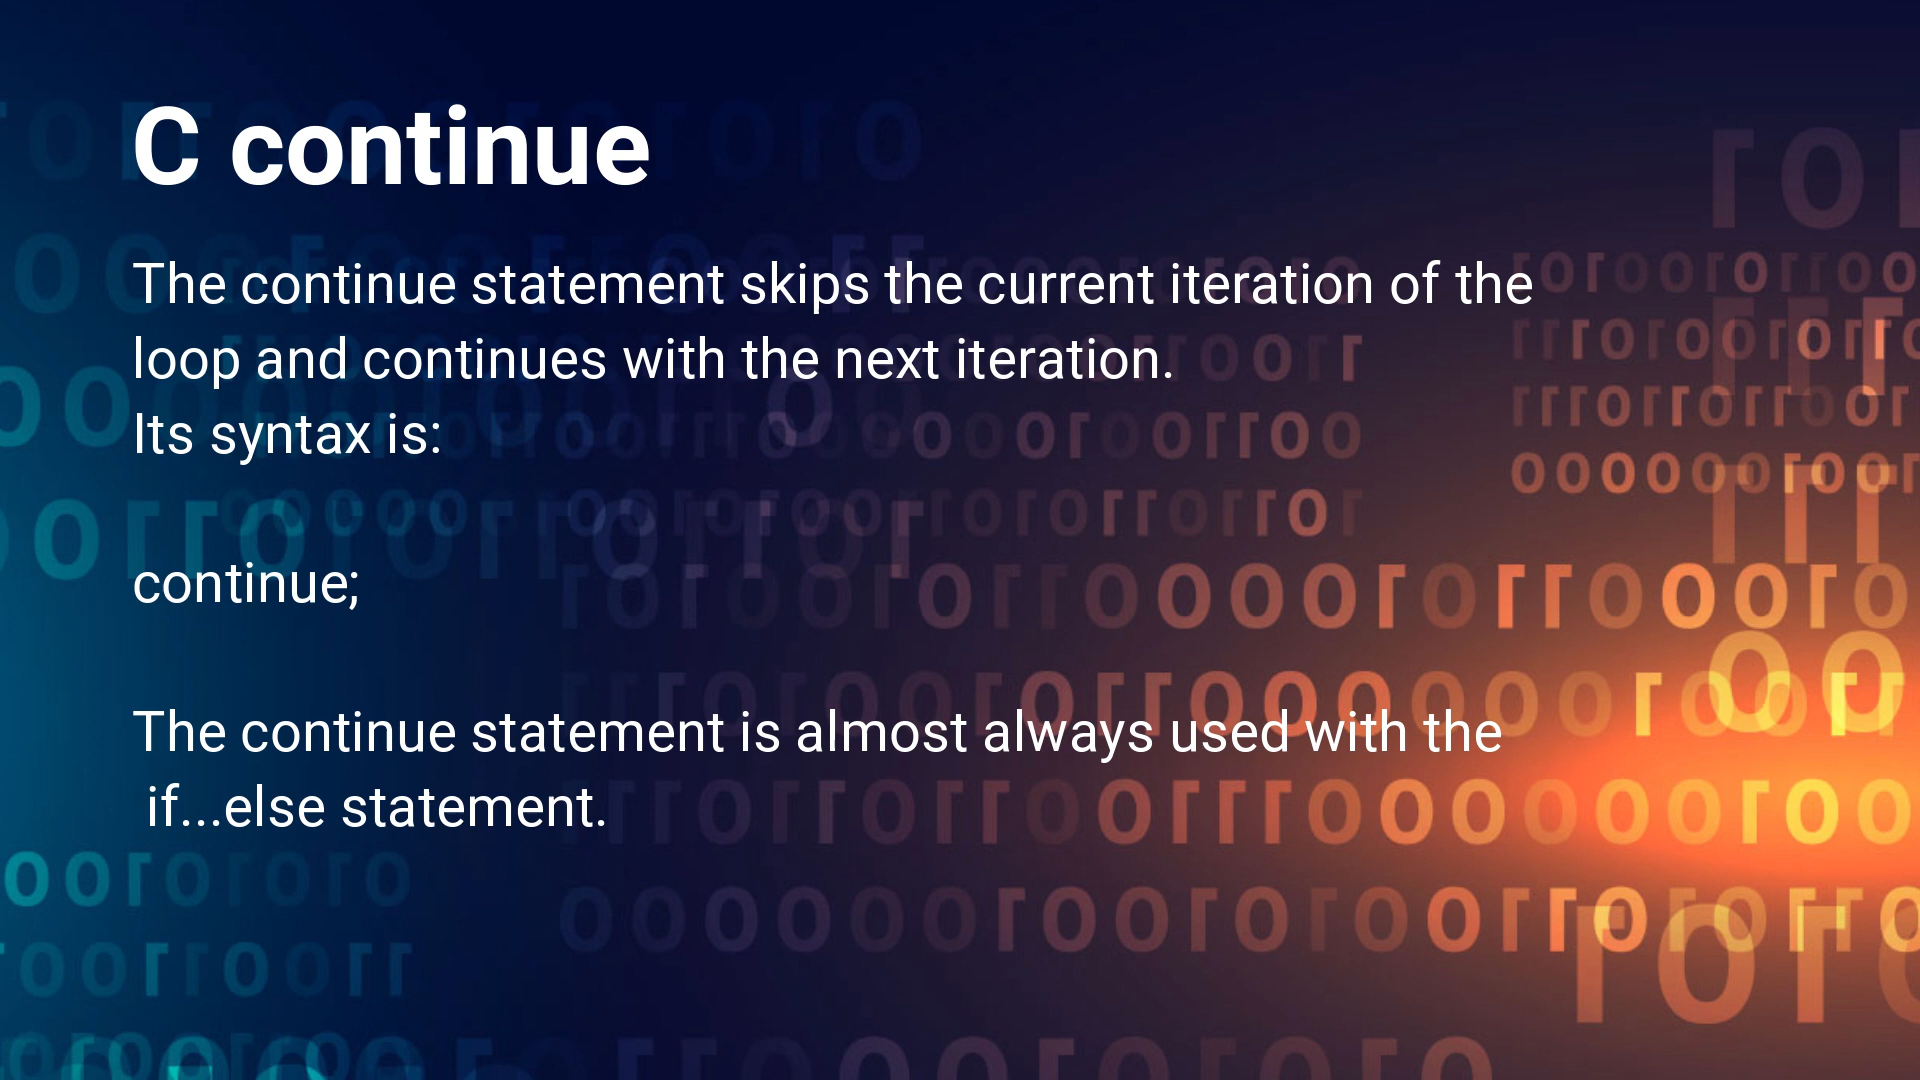 C continue
The continue statement skips the current iteration of the
loop and continues with the next iteration.
Its syntax is:
continue;
The continue statement is almost always used with the
if...else statement.